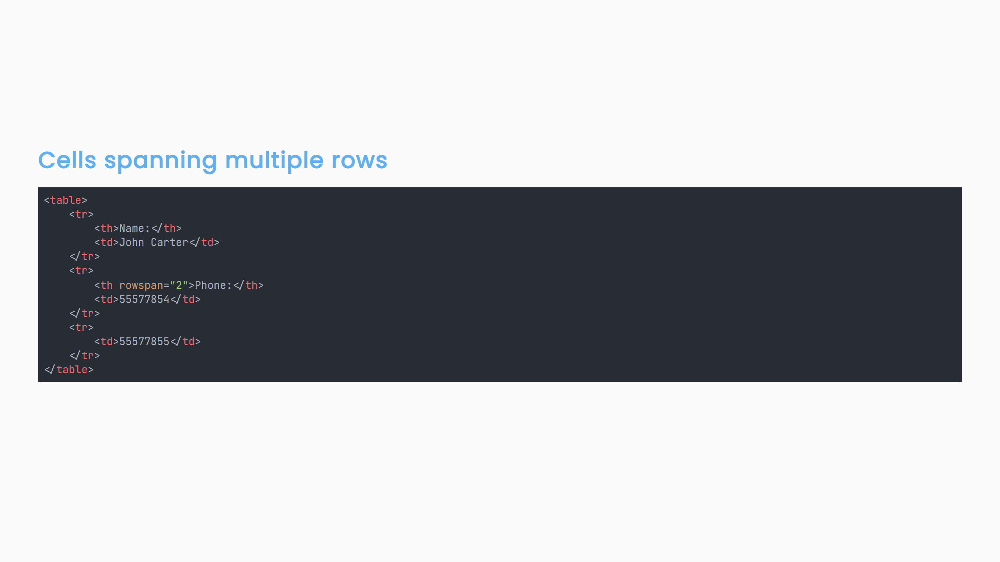 Cells spanning multiple rows
<table>
    <tr>
        <th>Name:</th>
        <td>John Carter</td>
    </tr>
    <tr>
        <th rowspan="2">Phone:</th>
        <td>55577854</td>
    </tr>
    <tr>
        <td>55577855</td>
    </tr>
</table>